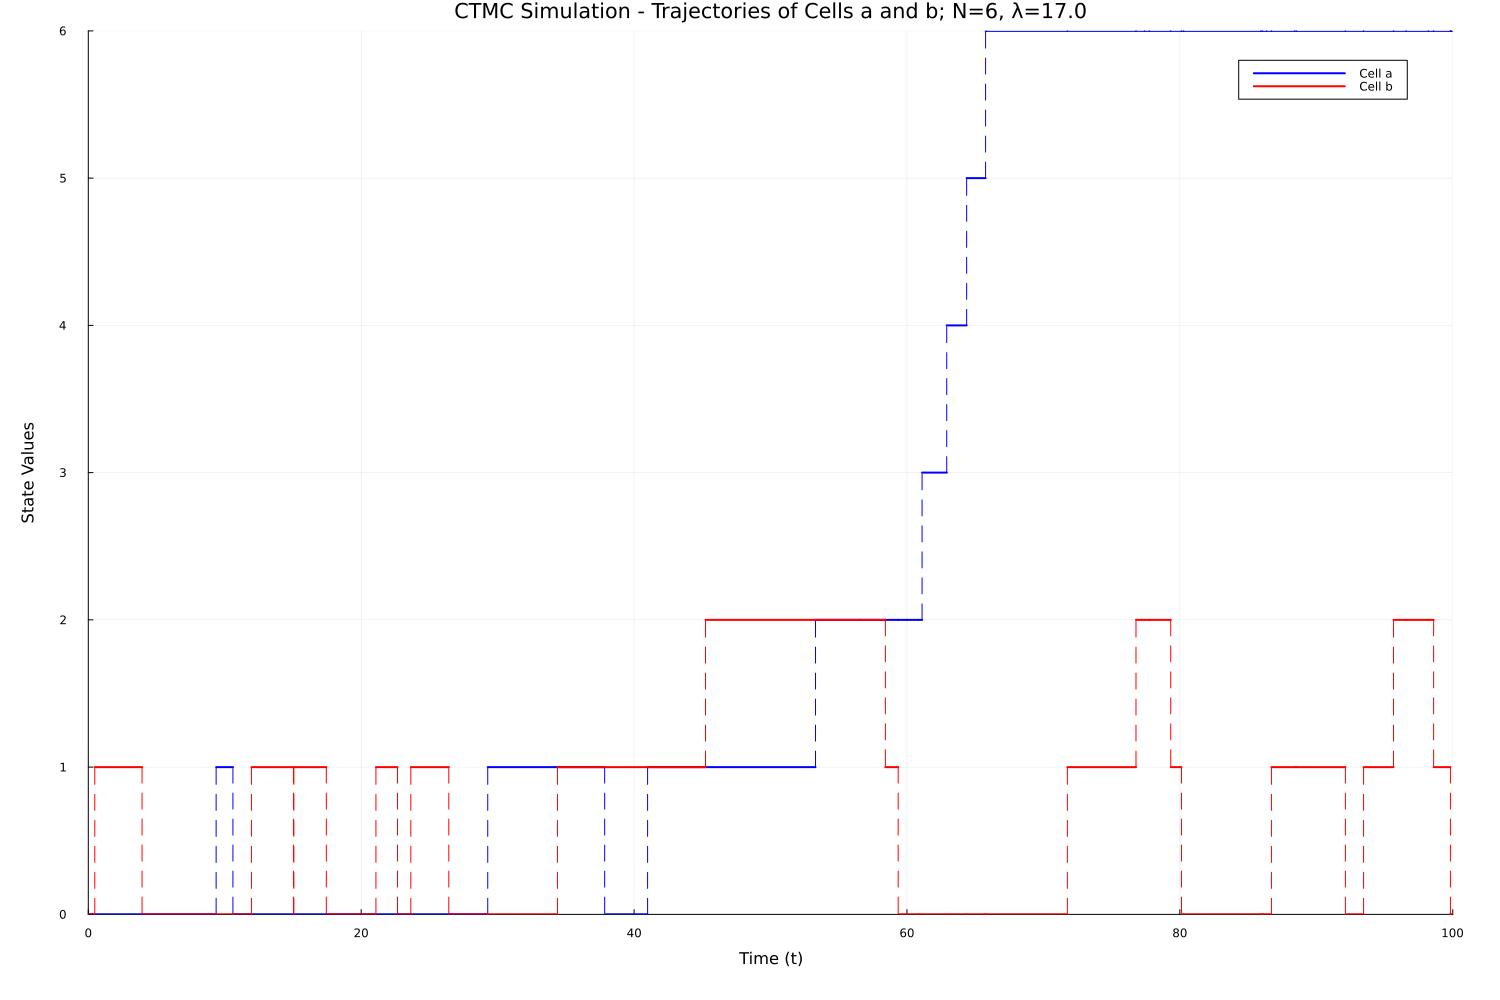 CTMC Simulation - Trajectories of Cells a and b; N=6, λ=17.0
6
Cell a
Cell b
5
4
State Values
3
2
1
0
0 20 40 60 80 100
Time (t)